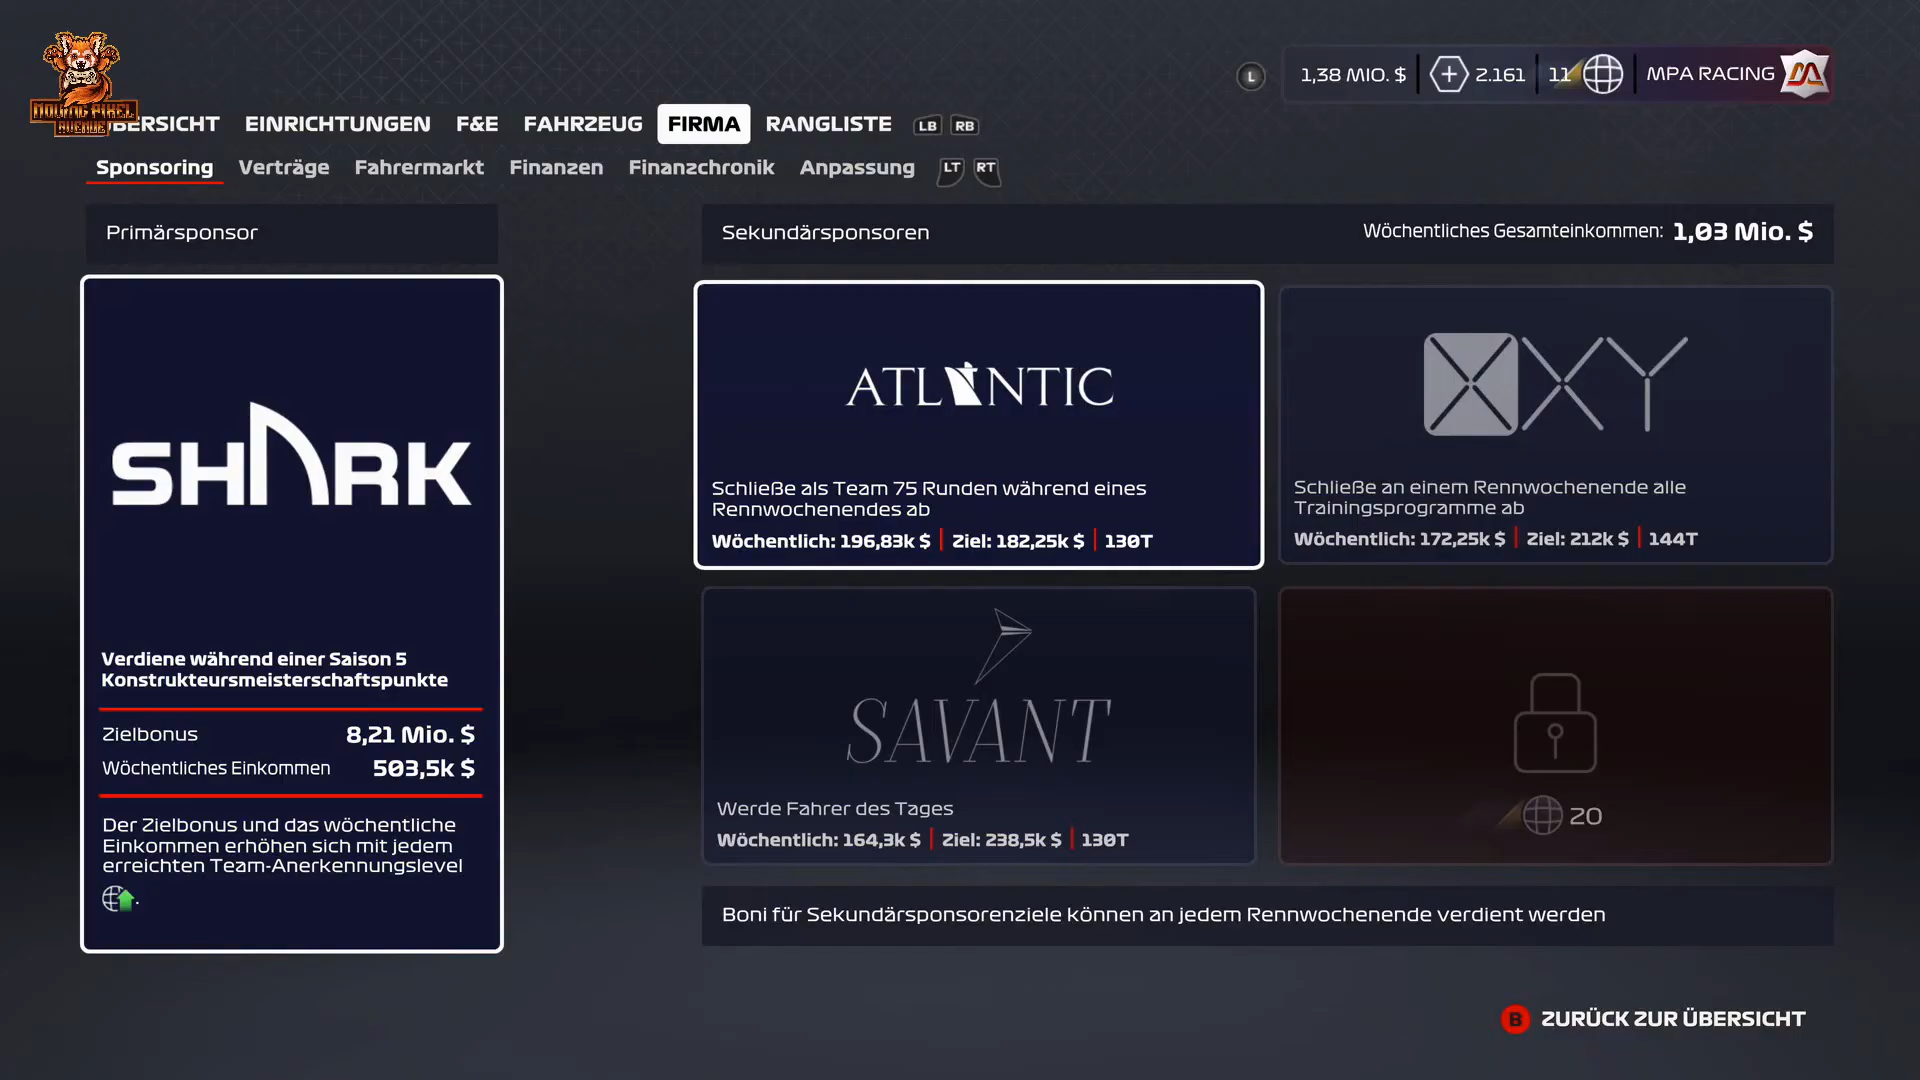 L
1,38 MIO. $
2.161
11
MPA RACING
BERSICHT
EINRICHTUNGEN
F&E
FAHRZEUG
FIRMA
RANGLISTE
LB
RB
Sponsoring
Verträge
Fahrermarkt
Finanzen
Finanzchronik
Anpassung
LT
RT
Primärsponsor
SHARK
Verdiene während einer Saison 5
Konstrukteursmeisterschaftspunkte
Zielbonus 8,21 Mio. $
Wöchentliches Einkommen 503,5k $
Der Zielbonus und das wöchentliche
Einkommen erhöhen sich mit jedem
erreichten Team-Anerkennungslevel
.
Sekundärsponsoren
Wöchentliches Gesamteinkommen: 1,03 Mio. $
ATLANTIC
Schließe als Team 75 Runden während eines
Rennwochenendes ab
Wöchentlich: 196,83k $ | Ziel: 182,25k $ | 130T
XXY
Schließe an einem Rennwochenende alle
Trainingsprogramme ab
Wöchentlich: 172,25k $ | Ziel: 212k $ | 144T
SAVANT
Werde Fahrer des Tages
Wöchentlich: 164,3k $ | Ziel: 238,5k $ | 130T
20
Boni für Sekundärsponsorenziele können an jedem Rennwochenende verdient werden
B ZURÜCK ZUR ÜBERSICHT